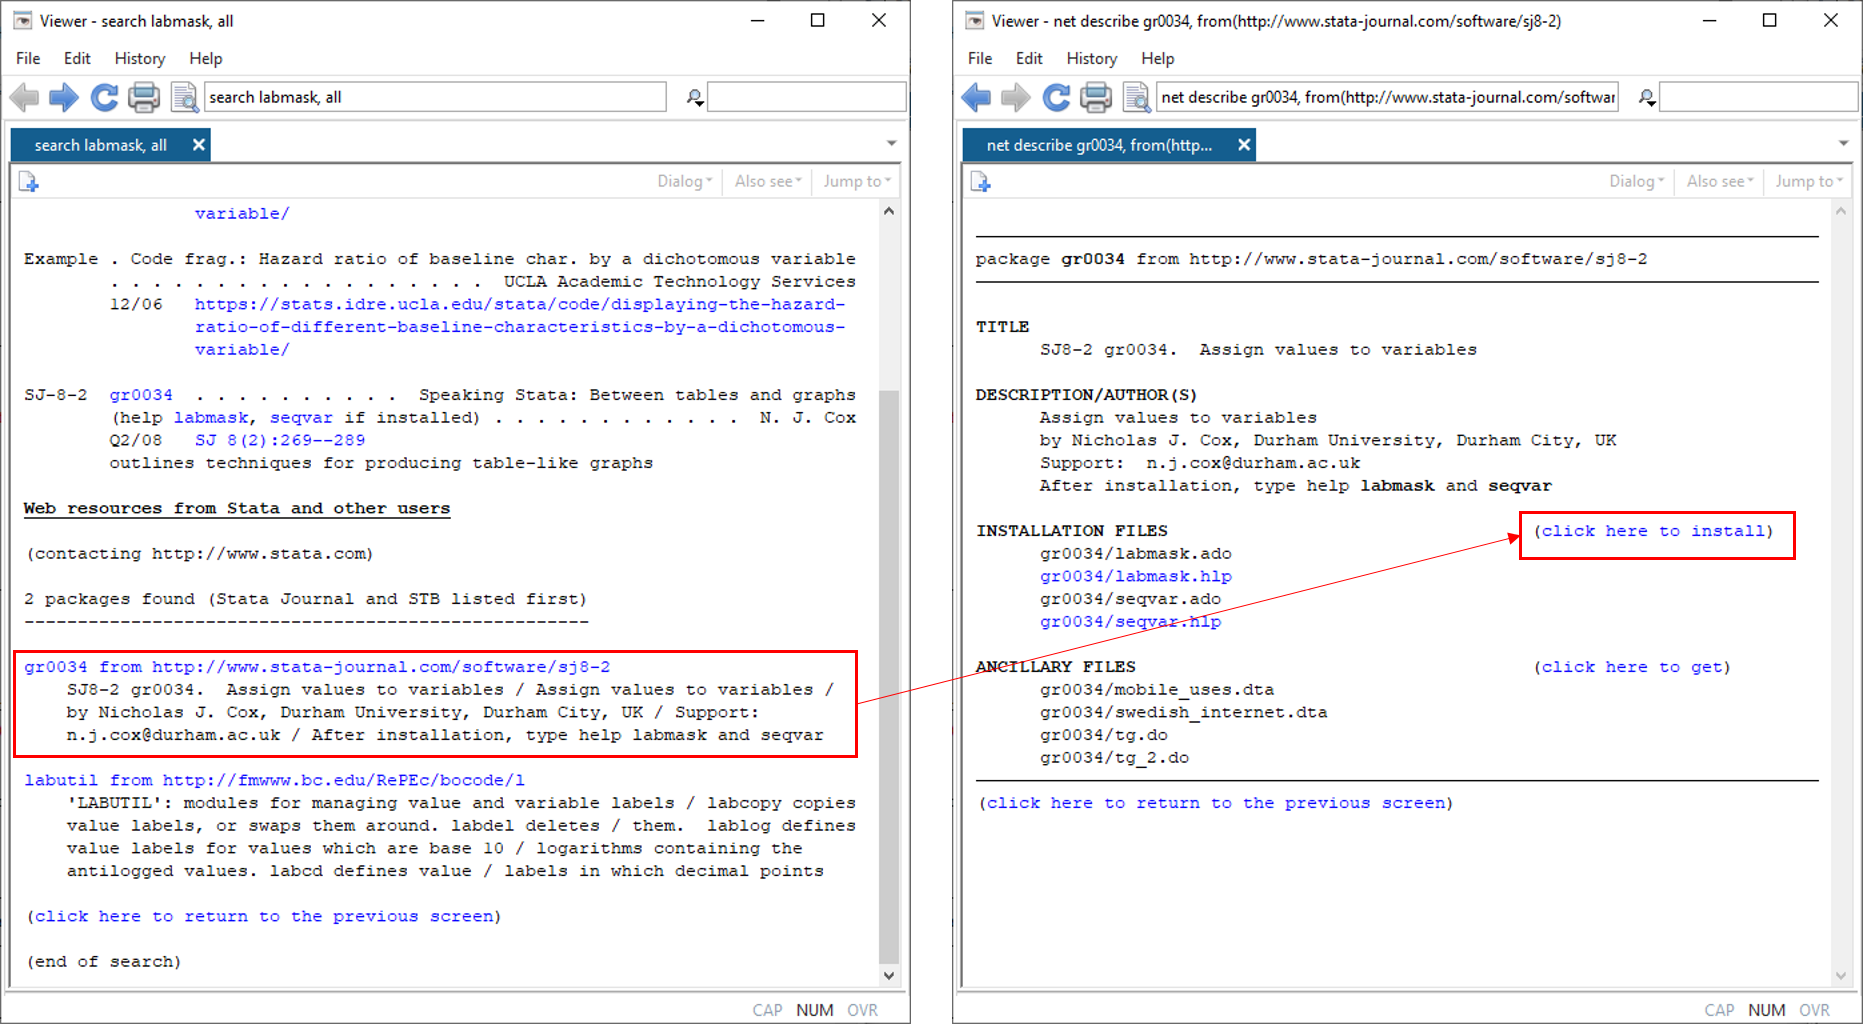 Viewer - search labmask, all
File Edit History Help
search labmask, all
search labmask, all
Dialog Also see Jump to
variable/
Example . Code frag.: Hazard ratio of baseline char. by a dichotomous variable
. . . . . . . . . . . . . . . . . . UCLA Academic Technology Services
12/06 https://stats.idre.ucla.edu/stata/code/displaying-the-hazard-
ratio-of-different-baseline-characteristics-by-a-dichotomous-
variable/
SJ-8-2 gr0034 . . . . . . . . . . Speaking Stata: Between tables and graphs
(help labmask, seqvar if installed) . . . . . . . . . . . . N. J. Cox
Q2/08 SJ 8(2):269--289
outlines techniques for producing table-like graphs
Web resources from Stata and other users
(contacting http://www.stata.com)
2 packages found (Stata Journal and STB listed first)
-----------------------------------------------------
gr0034 from http://www.stata-journal.com/software/sj8-2
SJ8-2 gr0034. Assign values to variables / Assign values to variables /
by Nicholas J. Cox, Durham University, Durham City, UK / Support:
n.j.cox@durham.ac.uk / After installation, type help labmask and seqvar
labutil from http://fmwww.bc.edu/RePEc/bocode/l
'LABUTIL': modules for managing value and variable labels / labcopy copies
value labels, or swaps them around. labdel deletes / them. lablog defines
value labels for values which are base 10 / logarithms containing the
antilogged values. labcd defines value / labels in which decimal points
(click here to return to the previous screen)
(end of search)
CAP NUM OVR
Viewer - net describe gr0034, from(http://www.stata-journal.com/software/sj8-2)
File Edit History Help
net describe gr0034, from(http://www.stata-journal.com/softwar
net describe gr0034, from(http...
Dialog Also see Jump to
package gr0034 from http://www.stata-journal.com/software/sj8-2
TITLE
SJ8-2 gr0034. Assign values to variables
DESCRIPTION/AUTHOR(S)
Assign values to variables
by Nicholas J. Cox, Durham University, Durham City, UK
Support: n.j.cox@durham.ac.uk
After installation, type help labmask and seqvar
INSTALLATION FILES (click here to install)
gr0034/labmask.ado
gr0034/labmask.hlp
gr0034/seqvar.ado
gr0034/seqvar.hlp
ANCILLARY FILES (click here to get)
gr0034/mobile_uses.dta
gr0034/swedish_internet.dta
gr0034/tg.do
gr0034/tg_2.do
(click here to return to the previous screen)
CAP NUM OVR